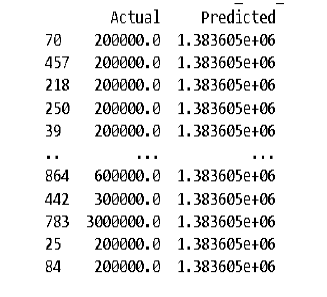 Actual Predicted
70 200000.0 1.383605e+06
457 200000.0 1.383605e+06
218 200000.0 1.383605e+06
250 200000.0 1.383605e+06
39 200000.0 1.383605e+06
.. ... ...
864 600000.0 1.383605e+06
442 300000.0 1.383605e+06
783 3000000.0 1.383605e+06
25 200000.0 1.383605e+06
84 200000.0 1.383605e+06